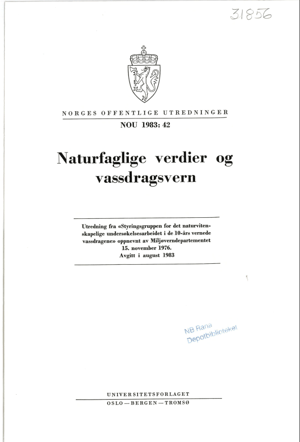 31856
NORGES OFFENTLIGE UTREDNINGER
NOU 1983: 42
Naturfaglige verdier og
vassdragsvern
Utredning fra «Styringsgruppen for det naturviten-
skapelige undersøkelsesarbeidet i de 10-års vernede
vassdragene» oppnevnt av Miljøverndepartementet
15. november 1976.
Avgitt i august 1983
NB Rana
Depotbiblioteket
UNIVERSITETSFORLAGET
OSLO — BERGEN — TROMSØ